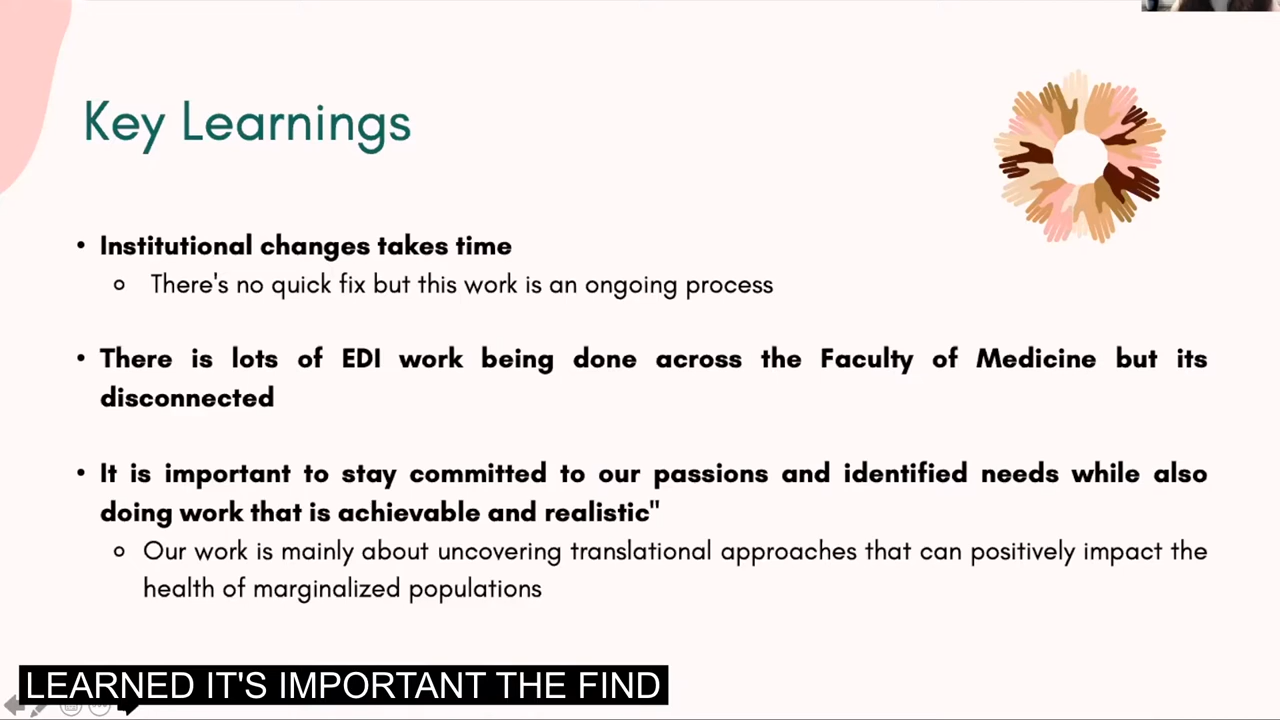 Key Learnings
• Institutional changes takes time
There's no quick fix but this work is an ongoing process
• There is lots of EDI work being done across the Faculty of Medicine but its
disconnected
• It is important to stay committed to our passions and identified needs while also
doing work that is achievable and realistic"
Our work is mainly about uncovering translational approaches that can positively impact the
health of marginalized populations
LEARNED IT'S IMPORTANT THE FIND